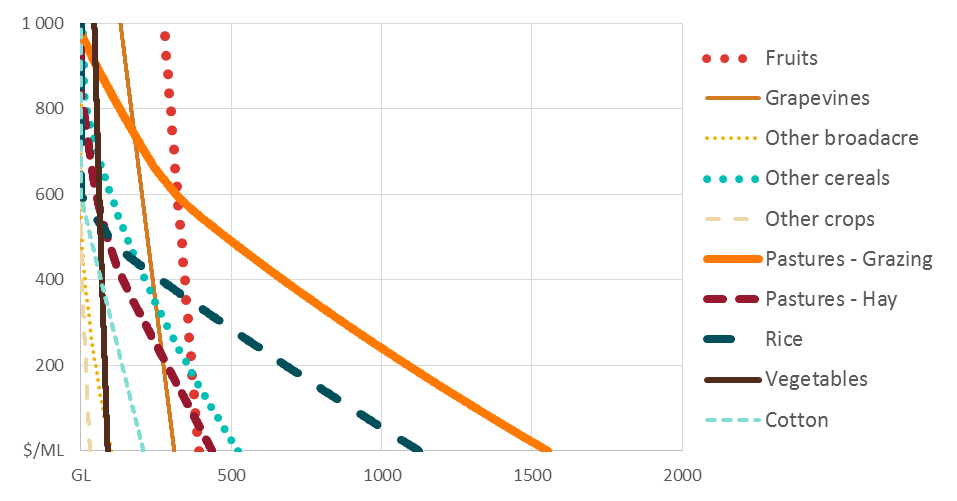 1 000
800
600
400
200
$/ML
GL
500
1000
1500
2000
Fruits
Grapevines
Other broadacre
Other cereals
Other crops
Pastures - Grazing
Pastures - Hay
Rice
Vegetables
Cotton